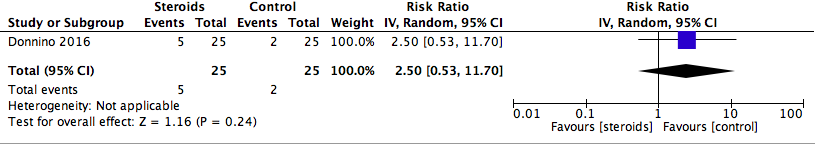 Steroids Control Risk Ratio Risk Ratio
Study or Subgroup Events Total Events Total Weight IV, Random, 95% CI IV, Random, 95% CI
Donnino 2016 5 25 2 25 100.0% 2.50 [0.53, 11.70]
Total (95% CI) 25 25 100.0% 2.50 [0.53, 11.70]
Total events 5 2
Heterogeneity: Not applicable
Test for overall effect: Z = 1.16 (P = 0.24)
0.01 0.1 1 10 100
Favours [steroids] Favours [control]